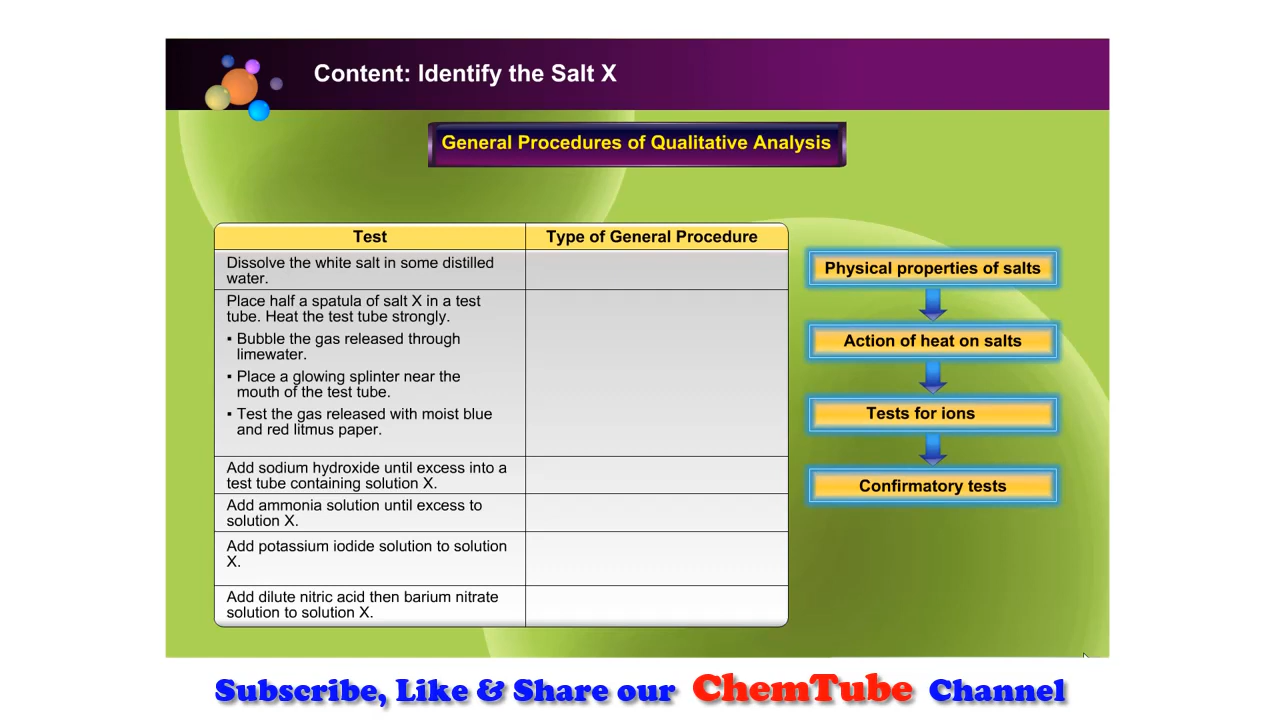 Content: Identify the Salt X
General Procedures of Qualitative Analysis
Test
Type of General Procedure
Dissolve the white salt in some distilled
water.
Place half a spatula of salt X in a test
tube. Heat the test tube strongly.
▪ Bubble the gas released through
limewater.
▪ Place a glowing splinter near the
mouth of the test tube.
▪ Test the gas released with moist blue
and red litmus paper.
Add sodium hydroxide until excess into a
test tube containing solution X.
Add ammonia solution until excess to
solution X.
Add potassium iodide solution to solution
X.
Add dilute nitric acid then barium nitrate
solution to solution X.
Physical properties of salts
Action of heat on salts
Tests for ions
Confirmatory tests
Subscribe, Like & Share our ChemTube Channel